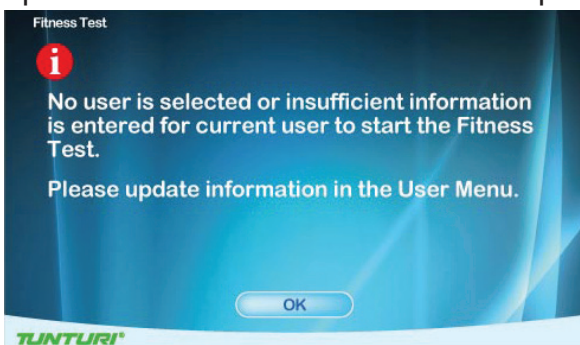 Fitness Test
i
No user is selected or insufficient information
is entered for current user to start the Fitness
Test.
Please update information in the User Menu.
OK
TUNTURI®